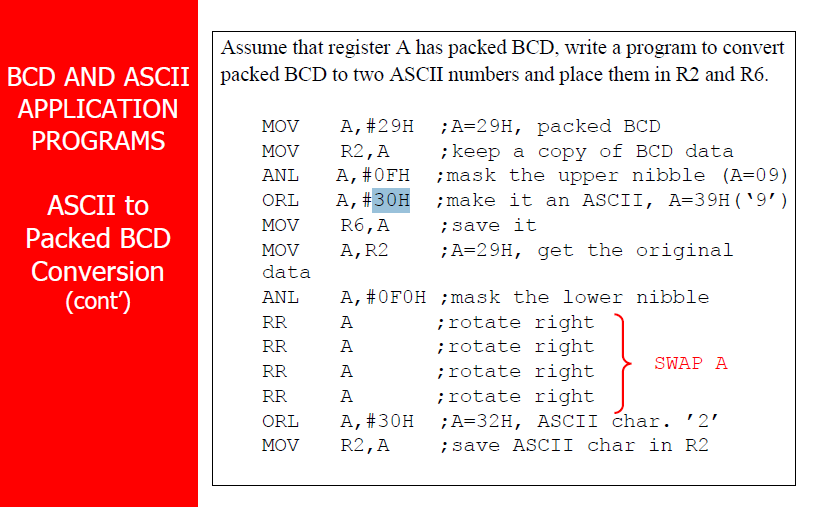 BCD AND ASCII
APPLICATION
PROGRAMS
ASCII to
Packed BCD
Conversion
(cont’)
Assume that register A has packed BCD, write a program to convert
packed BCD to two ASCII numbers and place them in R2 and R6.
MOV A,#29H ;A=29H, packed BCD
MOV R2,A ;keep a copy of BCD data
ANL A,#0FH ;mask the upper nibble (A=09)
ORL A,#30H ;make it an ASCII, A=39H(‘9’)
MOV R6,A ;save it
MOV A,R2 ;A=29H, get the original
data
ANL A,#0F0H ;mask the lower nibble
RR A ;rotate right
RR A ;rotate right
RR A ;rotate right
RR A ;rotate right
SWAP A
ORL A,#30H ;A=32H, ASCII char. ’2’
MOV R2,A ;save ASCII char in R2